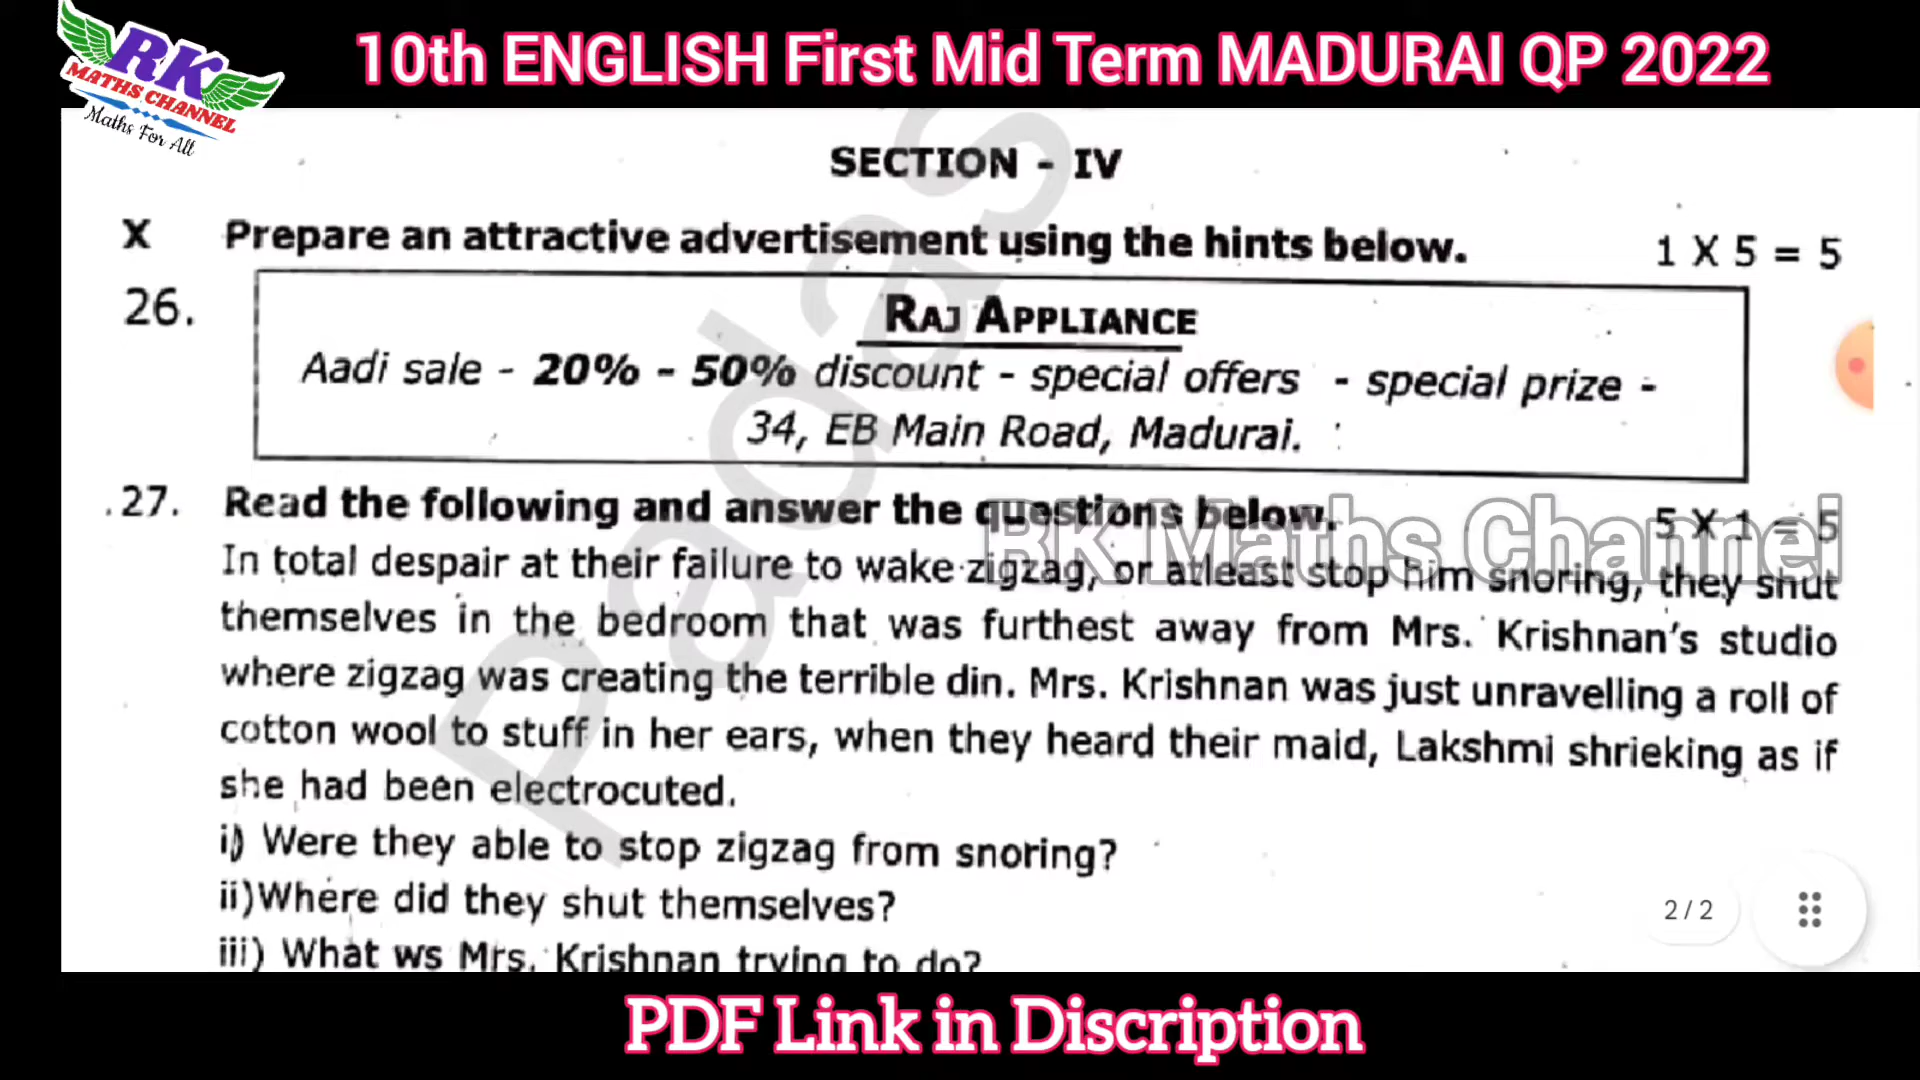 RK
MATHS CHANNEL
Maths For All
10th ENGLISH First Mid Term MADURAI QP 2022
SECTION - IV
X Prepare an attractive advertisement using the hints below. 1 X 5 = 5
26. RAJ APPLIANCE
Aadi sale - 20% - 50% discount - special offers - special prize -
34, EB Main Road, Madurai.
27. Read the following and answer the questions below. 5 X 1 = 5
RK Maths Channel
In total despair at their failure to wake zigzag, or atleast stop him snoring, they shut
themselves in the bedroom that was furthest away from Mrs. Krishnan's studio
where zigzag was creating the terrible din. Mrs. Krishnan was just unravelling a roll of
cotton wool to stuff in her ears, when they heard their maid, Lakshmi shrieking as if
she had been electrocuted.
i) Were they able to stop zigzag from snoring?
ii)Where did they shut themselves?
iii) What ws Mrs. Krishnan trying to do?
2/2
Padas
PDF Link in Discription